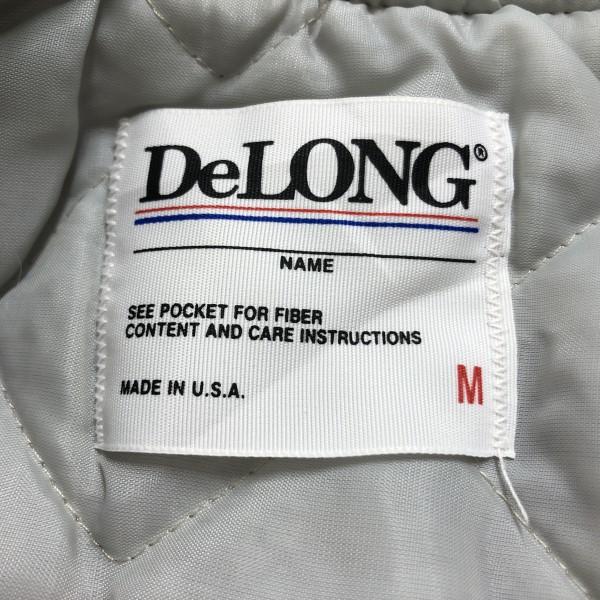 DeLONG®
NAME
SEE POCKET FOR FIBER
CONTENT AND CARE INSTRUCTIONS
MADE IN U.S.A. M